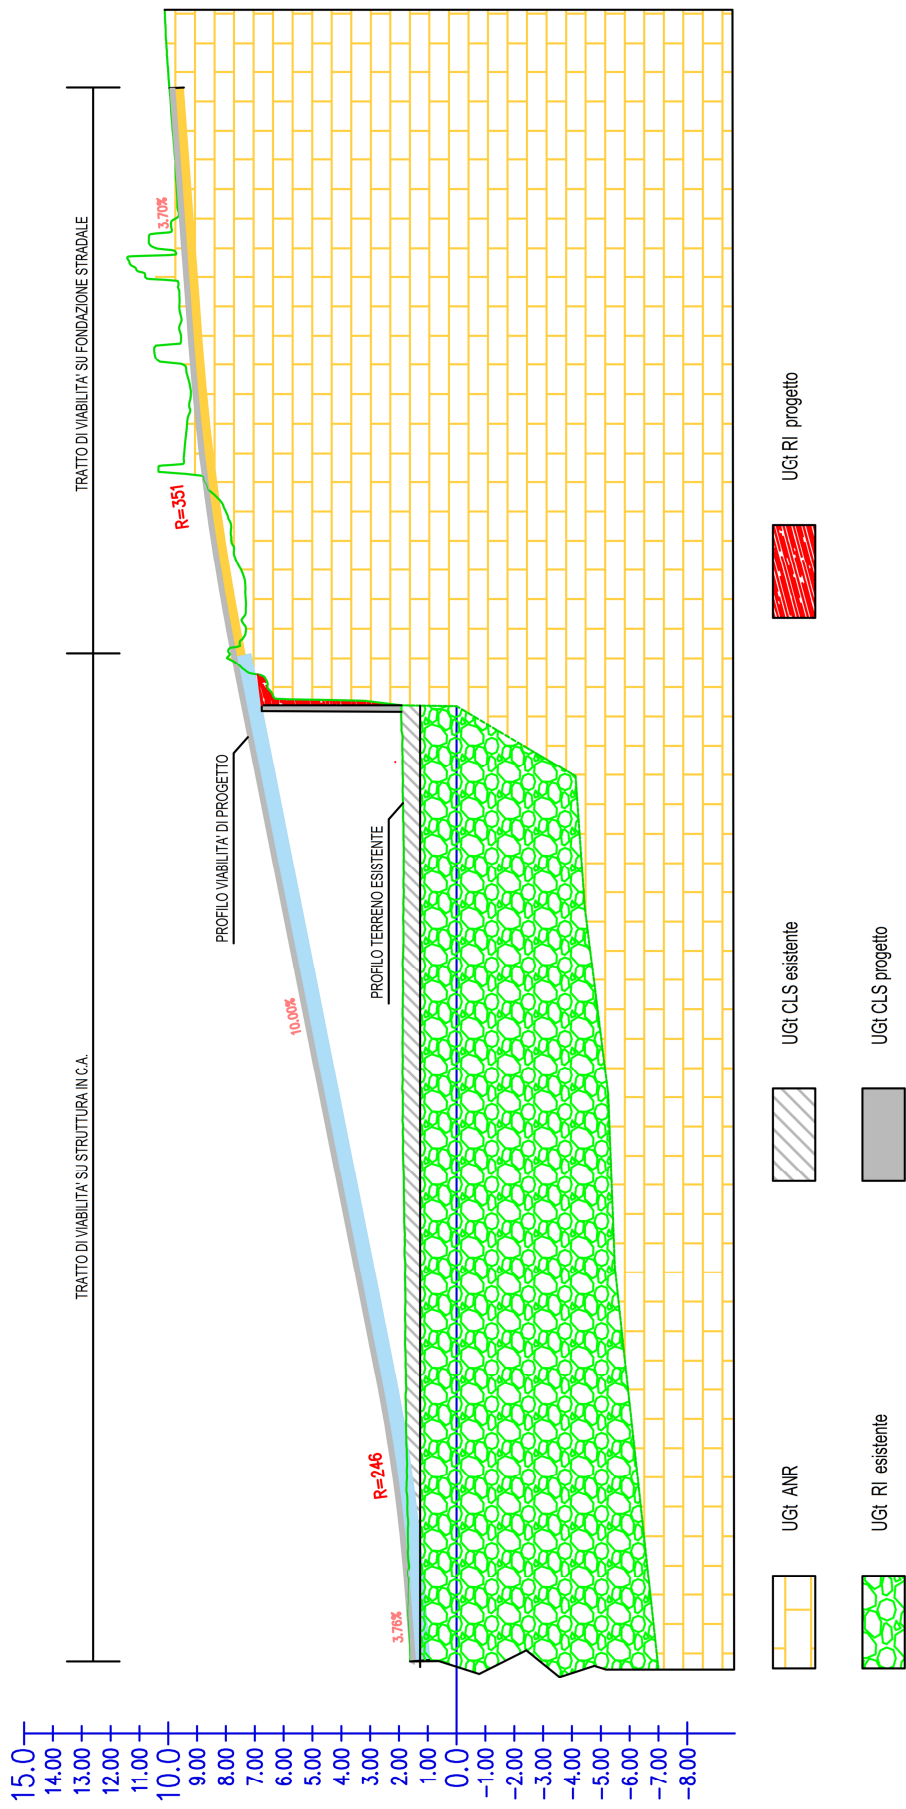 TRATTO DI VIABILITA' SU STRUTTURA IN C.A.
TRATTO DI VIABILITA' SU FONDAZIONE STRADALE
15.0
14.00
13.00
12.00
11.00
10.0
9.00
8.00
7.00
6.00
5.00
4.00
3.00
2.00
1.00
0.0
-1.00
-2.00
-3.00
-4.00
-5.00
-6.00
-7.00
-8.00
3.76%
R=246
10.00%
PROFILO VIABILITA' DI PROGETTO
PROFILO TERRENO ESISTENTE
R=351
3.70%
UGt ANR
UGt CLS esistente
UGt RI progetto
UGt RI esistente
UGt CLS progetto